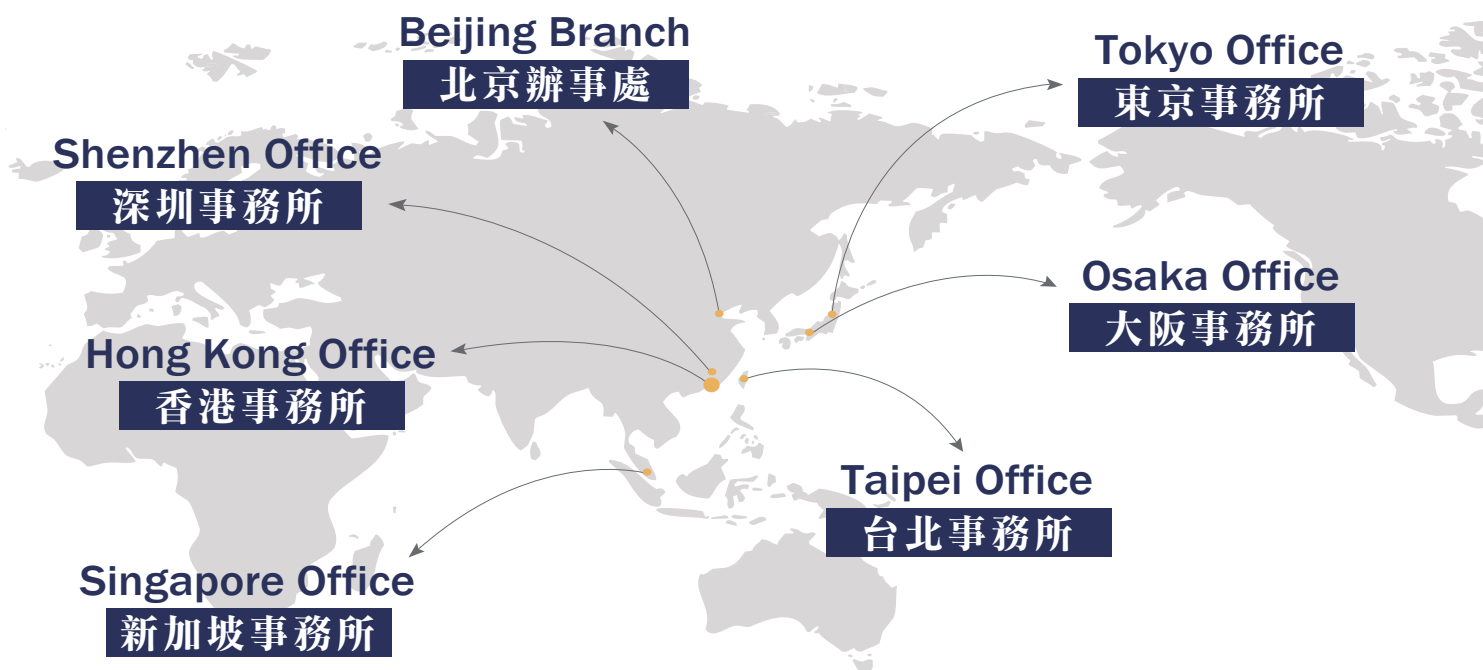 Beijing Branch
北京辦事處
Tokyo Office
東京事務所
Shenzhen Office
深圳事務所
Osaka Office
大阪事務所
Hong Kong Office
香港事務所
Taipei Office
台北事務所
Singapore Office
新加坡事務所